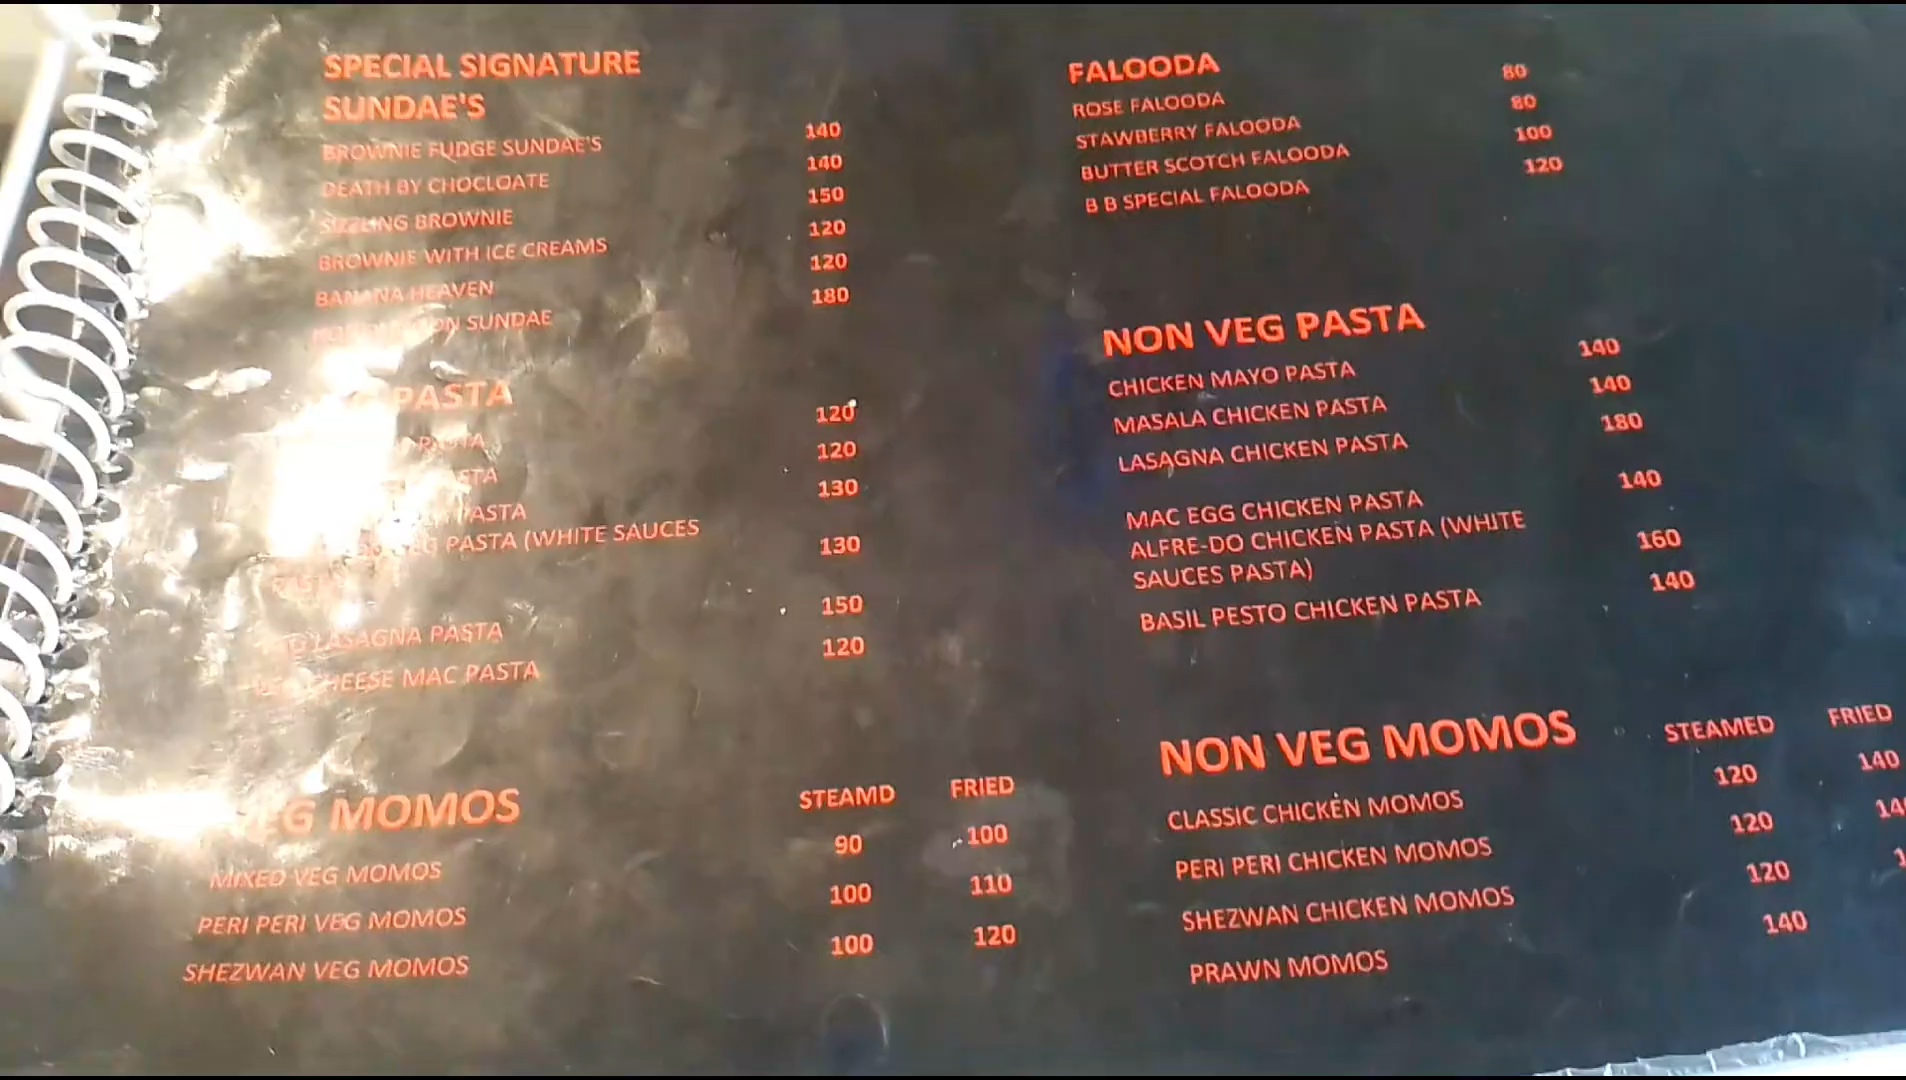 SPECIAL SIGNATURE
SUNDAE'S
BROWNIE FUDGE SUNDAE'S 140
DEATH BY CHOCLOATE 140
SIZZLING BROWNIE 150
BROWNIE WITH ICE CREAMS 120
BANANA HEAVEN 120
SUNDAE 180
PASTA
PASTA 120
120
PASTA 130
PASTA (WHITE SAUCES 130
LASAGNA PASTA 150
CHEESE MAC PASTA 120
VEG MOMOS STEAMD FRIED
MIXED VEG MOMOS 90 100
PERI PERI VEG MOMOS 100 110
SHEZWAN VEG MOMOS 100 120
FALOODA
ROSE FALOODA 80
STAWBERRY FALOODA 80
BUTTER SCOTCH FALOODA 100
B B SPECIAL FALOODA 120
NON VEG PASTA
CHICKEN MAYO PASTA 140
MASALA CHICKEN PASTA 140
LASAGNA CHICKEN PASTA 180
MAC EGG CHICKEN PASTA 140
ALFRE-DO CHICKEN PASTA (WHITE
SAUCES PASTA) 160
BASIL PESTO CHICKEN PASTA 140
NON VEG MOMOS STEAMED FRIED
CLASSIC CHICKEN MOMOS 120 140
PERI PERI CHICKEN MOMOS 120
SHEZWAN CHICKEN MOMOS 120
PRAWN MOMOS 140